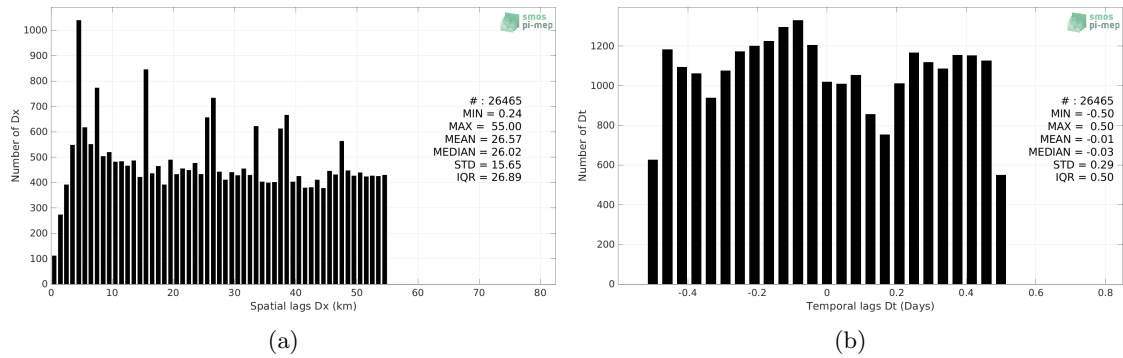 smos
pi-mep
1000
900
800
700
600
500
400
300
200
100
0
Number of Dx
# : 26465
MIN = 0.24
MAX = 55.00
MEAN = 26.57
MEDIAN = 26.02
STD = 15.65
IQR = 26.89
0 10 20 30 40 50 60 70 80
Spatial lags Dx (km)
(a)
smos
pi-mep
1200
1000
800
600
400
200
0
Number of Dt
# : 26465
MIN = -0.50
MAX = 0.50
MEAN = -0.01
MEDIAN = -0.03
STD = 0.29
IQR = 0.50
-0.4 -0.2 0 0.2 0.4 0.6 0.8
Temporal lags Dt (Days)
(b)